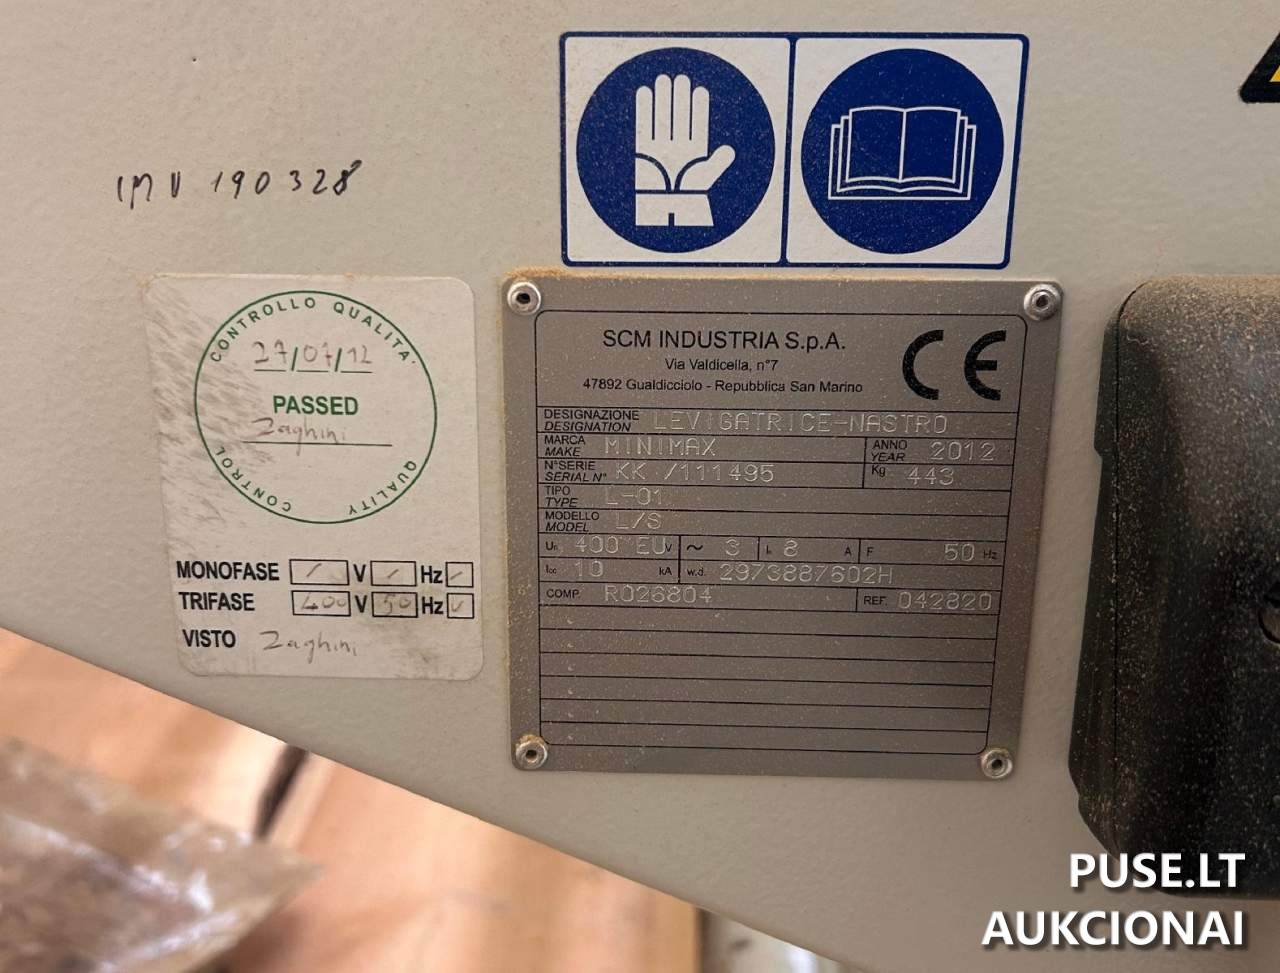 IMV 190328
CONTROLLO QUALITA'
27/07/12
PASSED
Zaghini
QUALITY CONTROL
MONOFASE / V / Hz /
TRIFASE 400 V 50 Hz V
VISTO Zaghini
SCM INDUSTRIA S.p.A.
Via Valdicella, n°7
47892 Gualdicciolo - Repubblica San Marino
CE
DESIGNAZIONE
DESIGNATION LEVIGATRICE-NASTRO
MARCA
MAKE MINIMAX
ANNO
YEAR 2012
N°SERIE
SERIAL N° KK /111495
Kg 443
TIPO
TYPE L-01
MODELLO
MODEL L/S
Un 400 EU V ~ 3 In 8 A F 50 Hz
Icc 10 kA w.d. 2973887602H
COMP. R026804 REF. 042820
PUSE.LT
AUKCIONAI